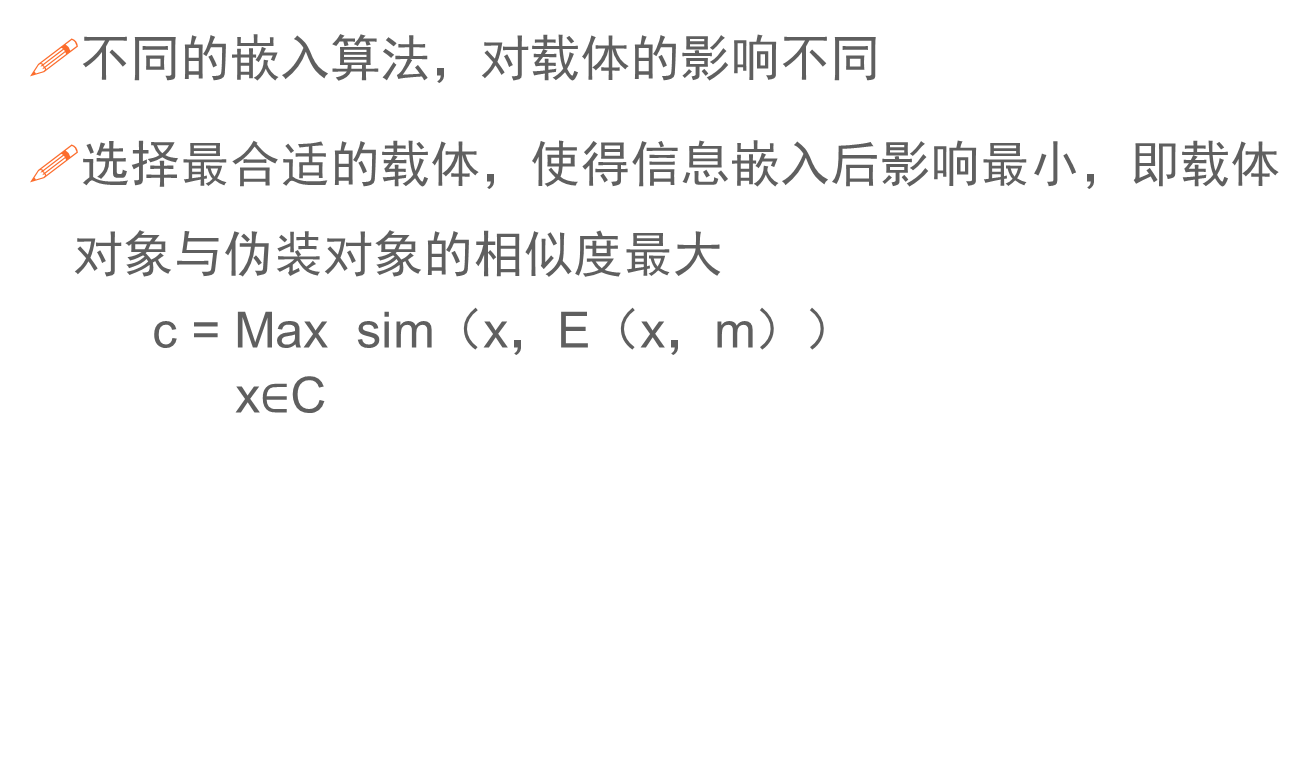 不同的嵌入算法，对载体的影响不同
选择最合适的载体，使得信息嵌入后影响最小，即载体
对象与伪装对象的相似度最大
c = Max sim（x，E（x，m））
x∈C